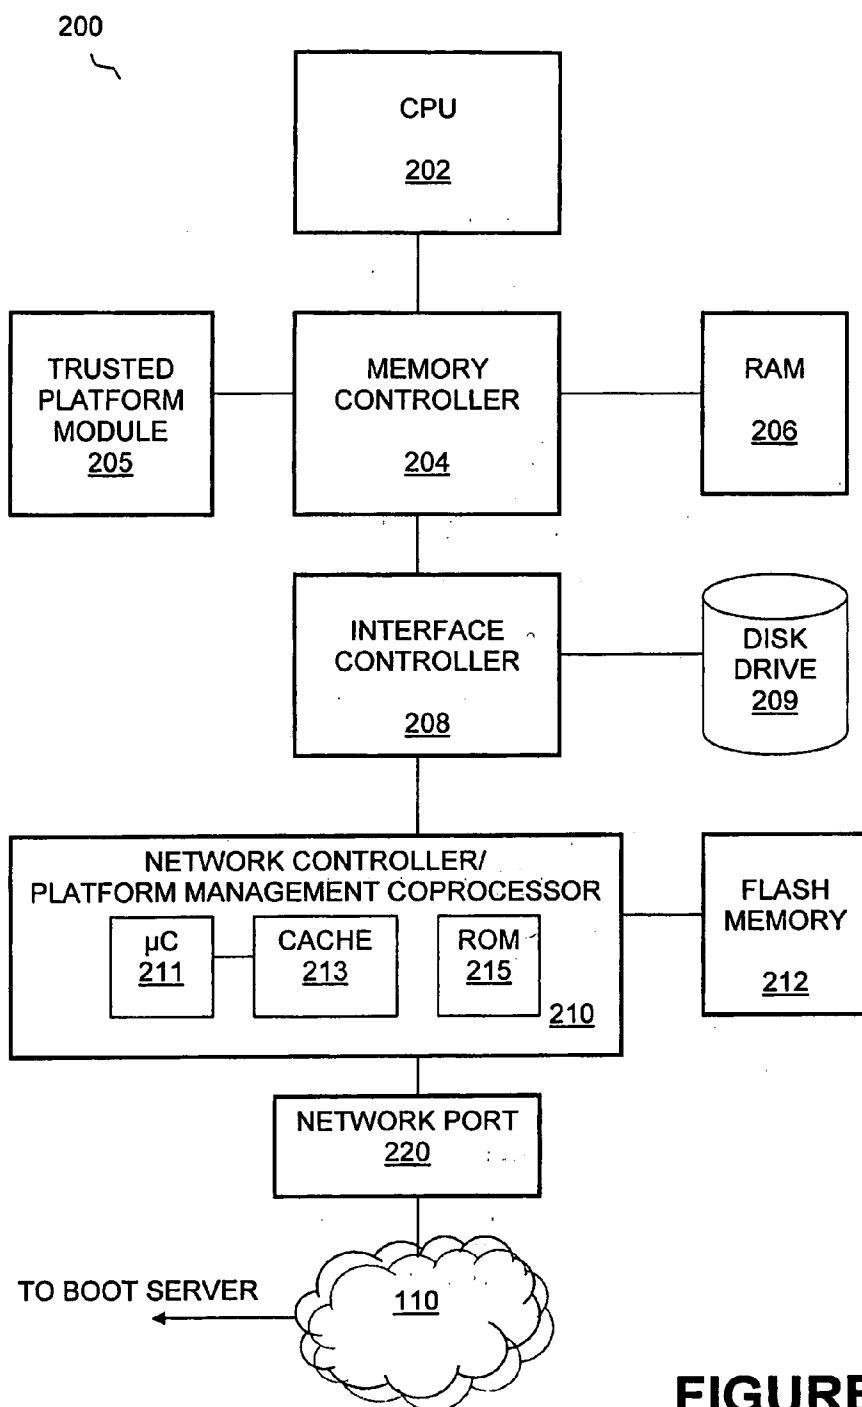 200
CPU
202
TRUSTED
PLATFORM
MODULE
205
MEMORY
CONTROLLER
204
RAM
206
INTERFACE
CONTROLLER
208
DISK
DRIVE
209
NETWORK CONTROLLER/
PLATFORM MANAGEMENT COPROCESSOR
µC
211
CACHE
213
ROM
215
210
FLASH
MEMORY
212
NETWORK PORT
220
TO BOOT SERVER
110
FIGURE